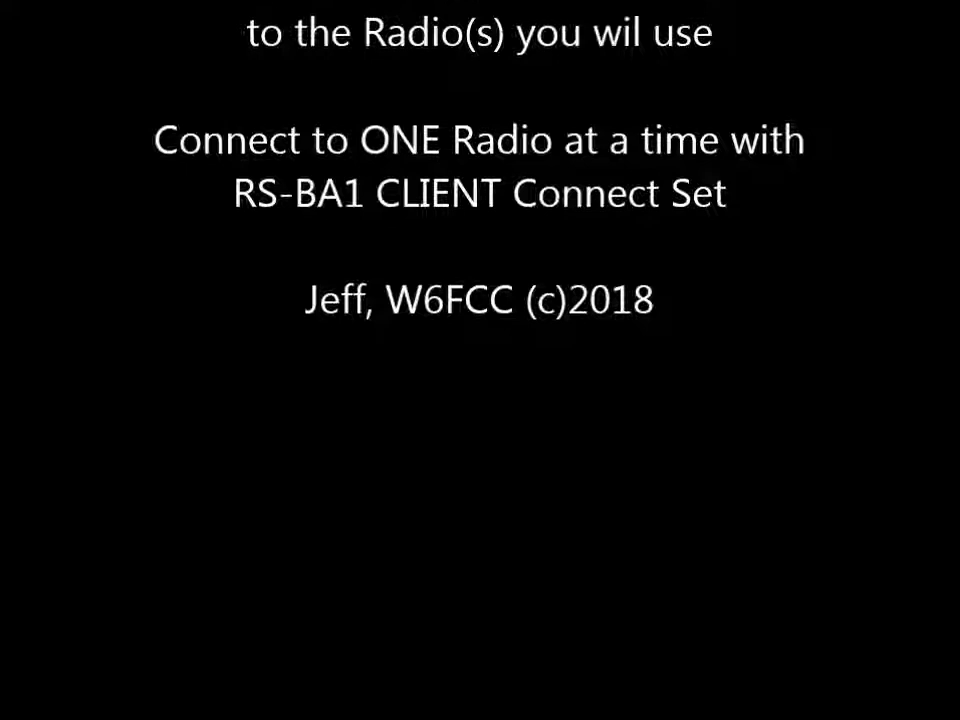 to the Radio(s) you wil use
Connect to ONE Radio at a time with
RS-BA1 CLIENT Connect Set
Jeff, W6FCC (c)2018